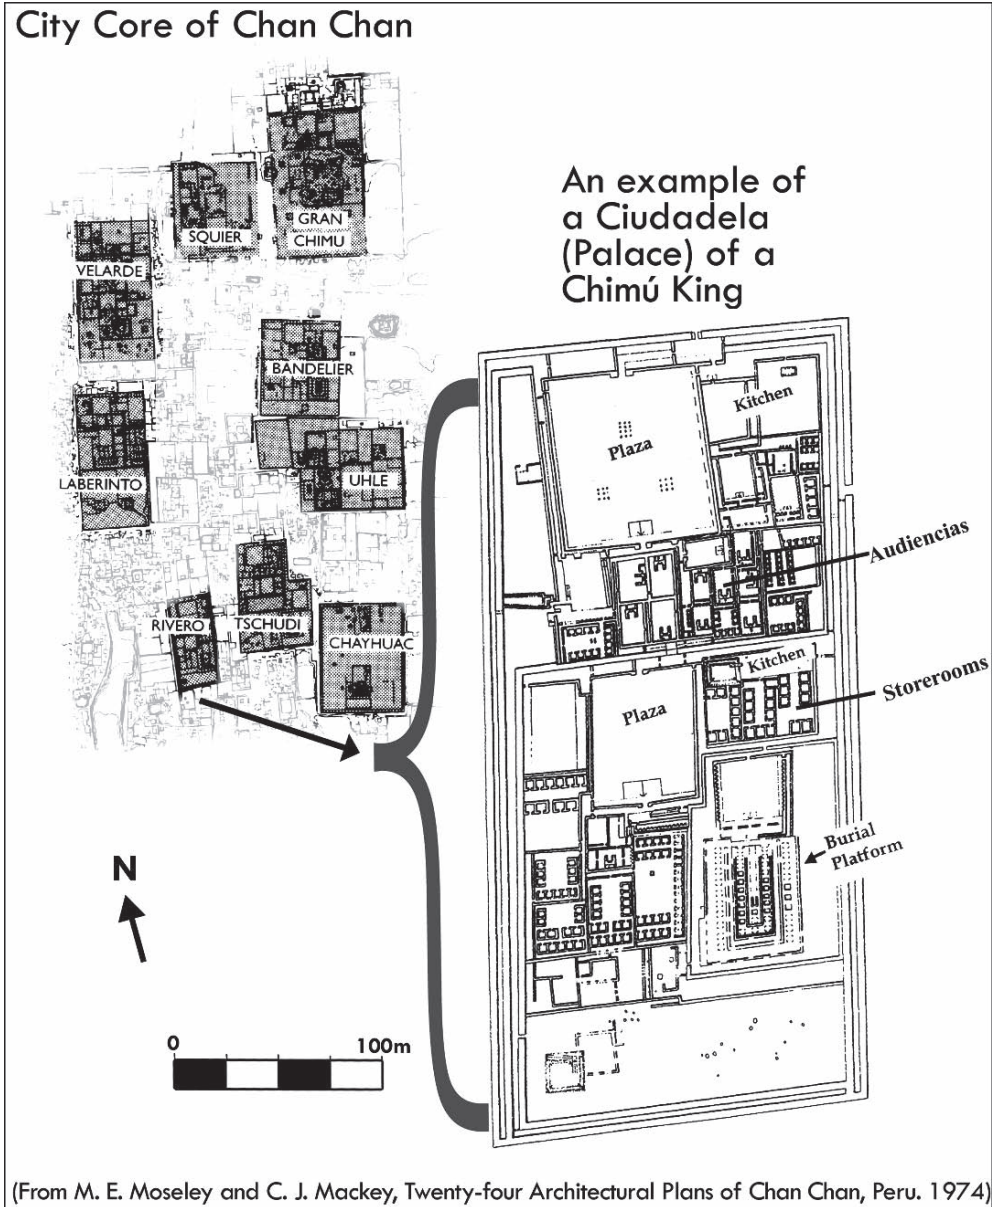 City Core of Chan Chan
An example of
a Ciudadela
(Palace) of a
Chimú King
GRAN
CHIMU
SQUIER
VELARDE
BANDELIER
LABERINTO
UHLE
RIVERO
TSCHUDI
CHAYHUAC
Plaza
Kitchen
Audiencias
Kitchen
Storerooms
Plaza
Burial
Platform
N
0 100m
(From M. E. Moseley and C. J. Mackey, Twenty-four Architectural Plans of Chan Chan, Peru. 1974)